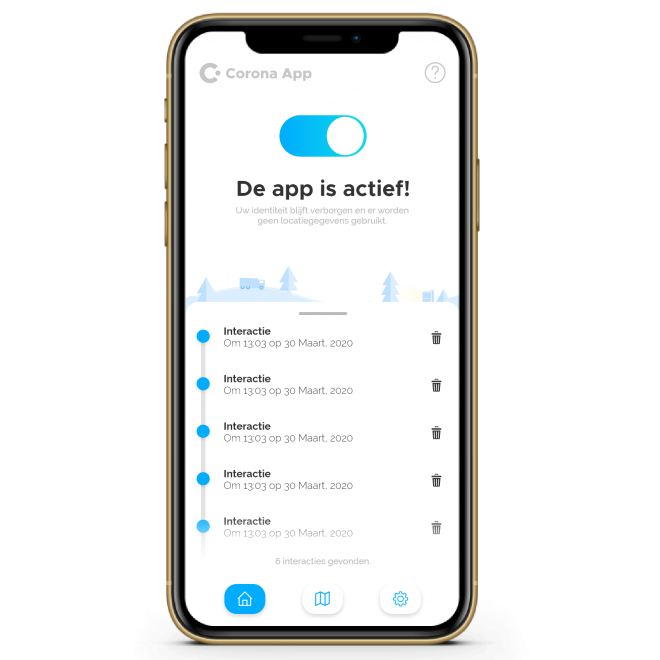 Corona App
?
De app is actief!
Uw identiteit blijft verborgen en er worden
geen locatiegegevens gebruikt.
Interactie
Om 13:03 op 30 Maart, 2020
Interactie
Om 13:03 op 30 Maart, 2020
Interactie
Om 13:03 op 30 Maart, 2020
Interactie
Om 13:03 op 30 Maart, 2020
Interactie
Om 13:03 op 30 Maart, 2020
6 interacties gevonden.